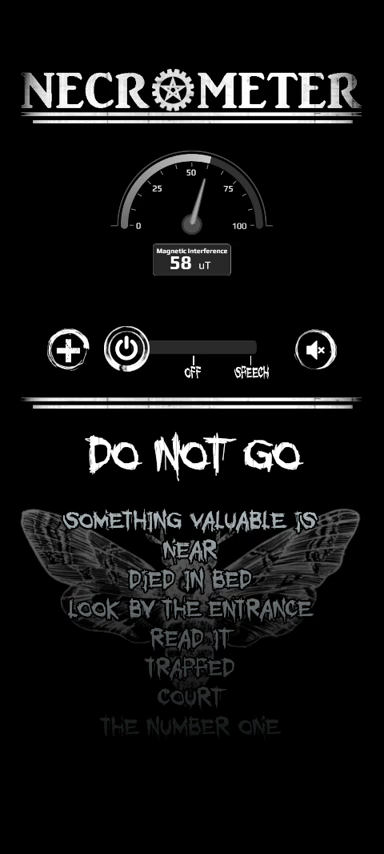 NECROMETER
50
25
75
0
100
Magnetic Interference
58 uT
OFF
SPEECH
DO NOT GO
SOMETHING VALUABLE IS
NEAR
DIED IN BED
LOOK BY THE ENTRANCE
READ IT
TRAPPED
COURT
THE NUMBER ONE